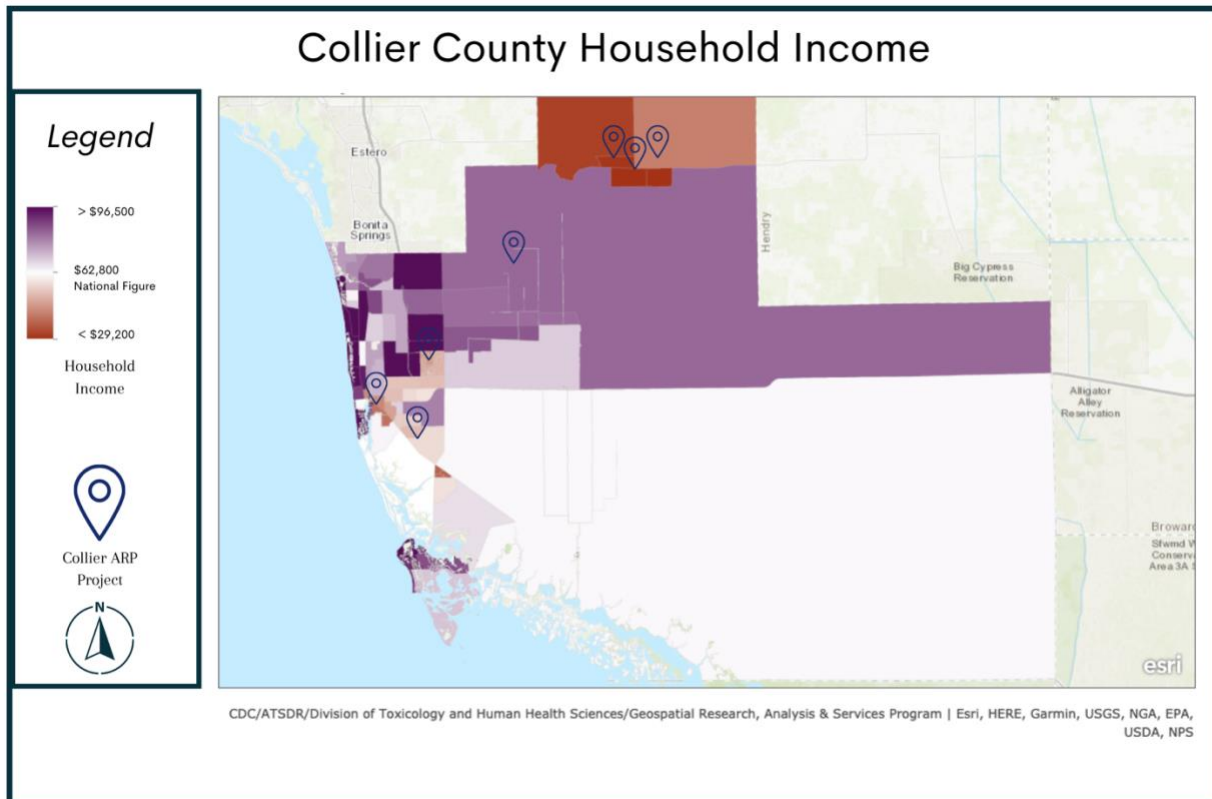 Collier County Household Income
Legend
> $96,500
$62,800
National Figure
< $29,200
Household
Income
Collier ARP
Project
N
Estero
Bonita
Springs
Hendry
Big Cypress
Reservation
Alligator
Alley
Reservation
Browar
Sfwmd W
Conserv
Area 3A S
esri
CDC/ATSDR/Division of Toxicology and Human Health Sciences/Geospatial Research, Analysis & Services Program | Esri, HERE, Garmin, USGS, NGA, EPA,
USDA, NPS